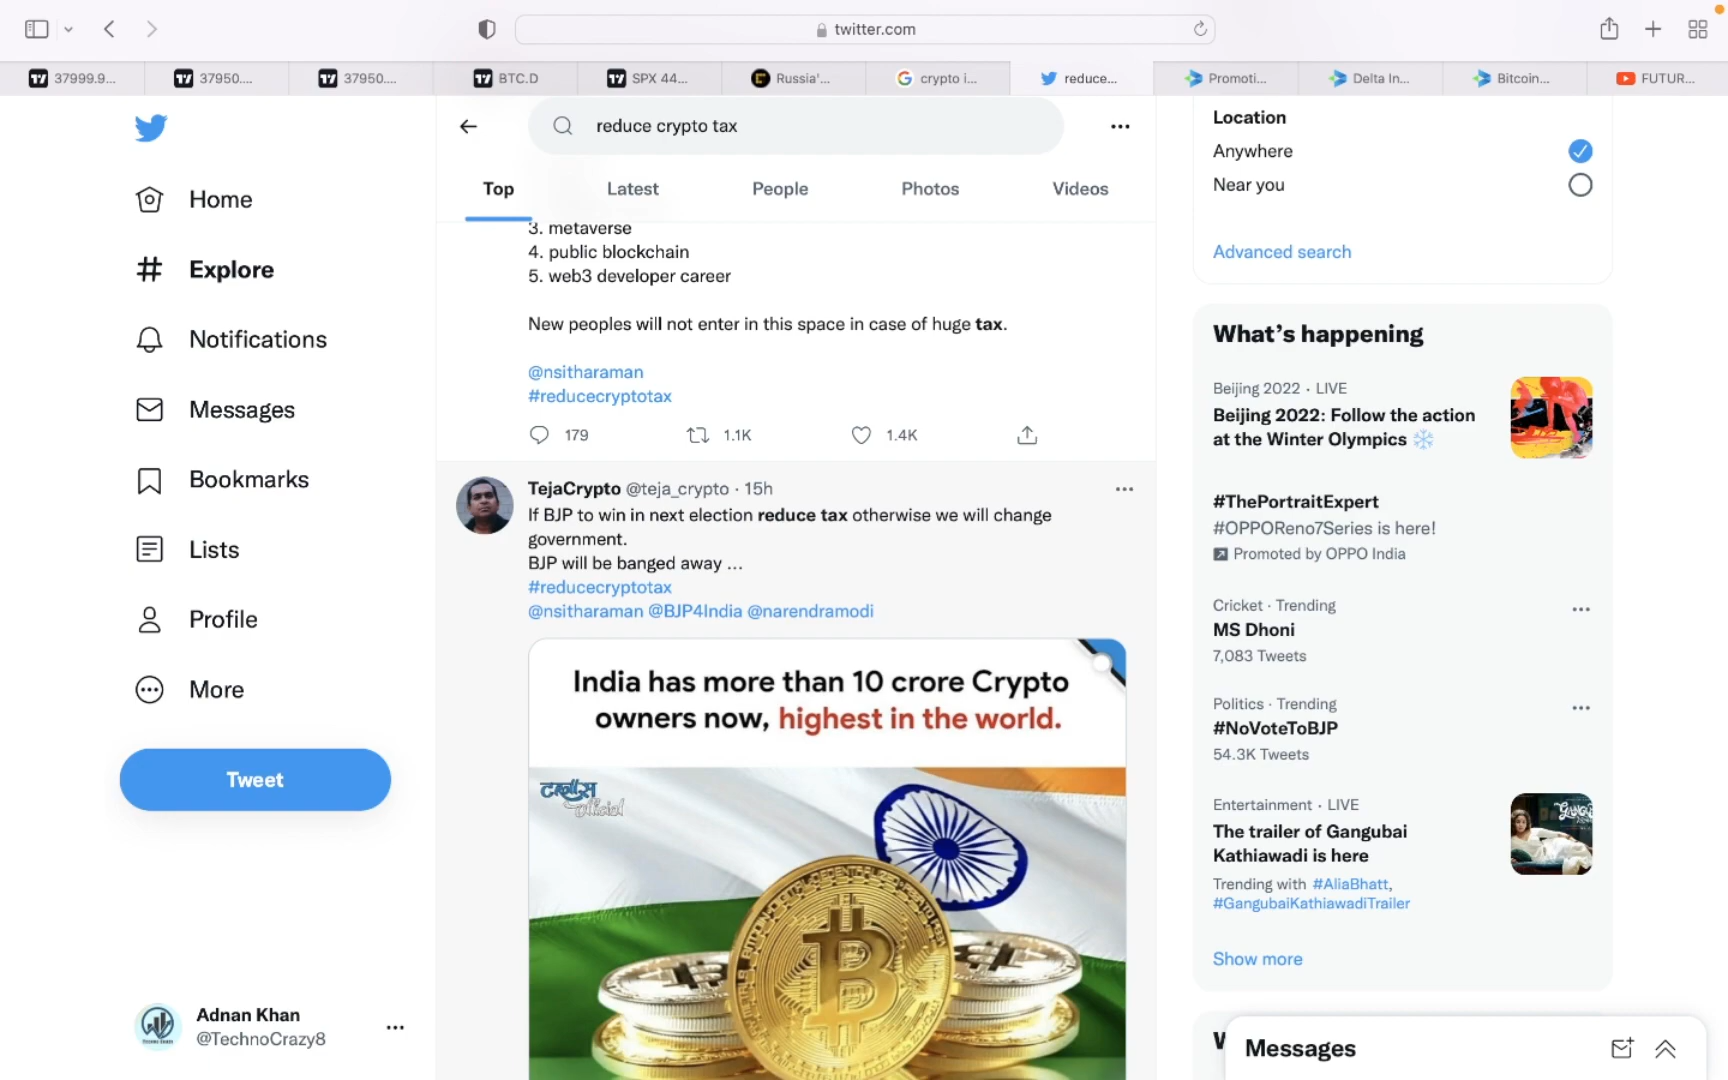 twitter.com
37999.9...
37950....
37950....
BTC.D
SPX 44...
Russia'...
crypto i...
reduce...
Promoti...
Delta In...
Bitcoin...
FUTUR...
Home
Explore
Notifications
Messages
Bookmarks
Lists
Profile
More
Tweet
Adnan Khan
@TechnoCrazy8
reduce crypto tax
Top
Latest
People
Photos
Videos
3. metaverse
4. public blockchain
5. web3 developer career
New peoples will not enter in this space in case of huge tax.
@nsitharaman
#reducecryptotax
179
1.1K
1.4K
TejaCrypto @teja_crypto · 15h
If BJP to win in next election reduce tax otherwise we will change
government.
BJP will be banged away ...
#reducecryptotax
@nsitharaman @BJP4India @narendramodi
India has more than 10 crore Crypto
owners now, highest in the world.
official
Location
Anywhere
Near you
Advanced search
What's happening
Beijing 2022 · LIVE
Beijing 2022: Follow the action
at the Winter Olympics
#ThePortraitExpert
#OPPOReno7Series is here!
Promoted by OPPO India
Cricket · Trending
MS Dhoni
7,083 Tweets
Politics · Trending
#NoVoteToBJP
54.3K Tweets
Entertainment · LIVE
The trailer of Gangubai
Kathiawadi is here
Trending with #AliaBhatt,
#GangubaiKathiawadiTrailer
Show more
Messages